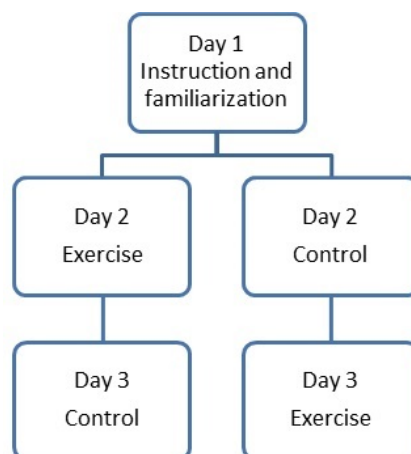 Day 1
Instruction and
familiarization
Day 2
Exercise
Day 2
Control
Day 3
Control
Day 3
Exercise